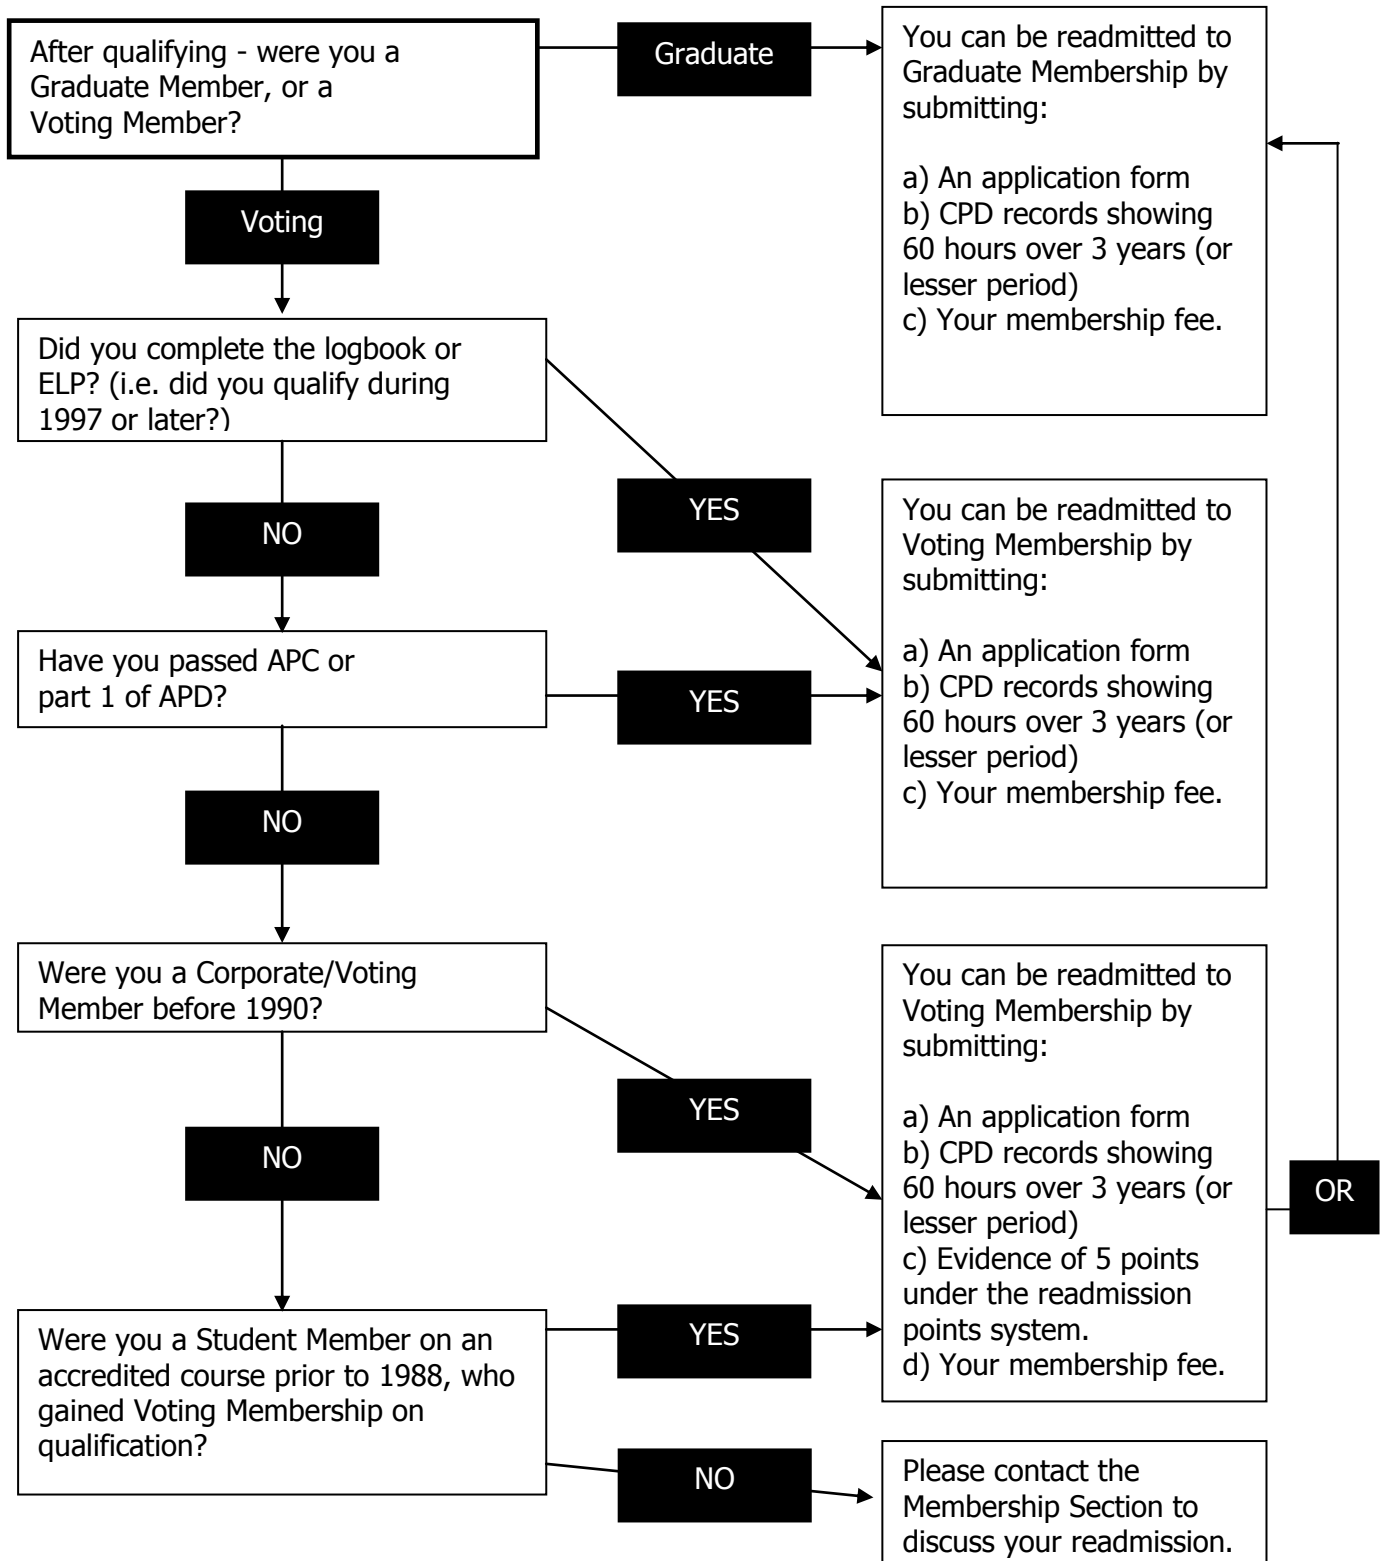 After qualifying - were you a
Graduate Member, or a
Voting Member?
Graduate
You can be readmitted to
Graduate Membership by
submitting:
a) An application form
b) CPD records showing
60 hours over 3 years (or
lesser period)
c) Your membership fee.
Voting
Did you complete the logbook or
ELP? (i.e. did you qualify during
1997 or later?)
YES
You can be readmitted to
Voting Membership by
submitting:
a) An application form
b) CPD records showing
60 hours over 3 years (or
lesser period)
c) Your membership fee.
NO
Have you passed APC or
part 1 of APD?
YES
NO
Were you a Corporate/Voting
Member before 1990?
YES
You can be readmitted to
Voting Membership by
submitting:
a) An application form
b) CPD records showing
60 hours over 3 years (or
lesser period)
c) Evidence of 5 points
under the readmission
points system.
d) Your membership fee.
OR
NO
Were you a Student Member on an
accredited course prior to 1988, who
gained Voting Membership on
qualification?
YES
NO
Please contact the
Membership Section to
discuss your readmission.